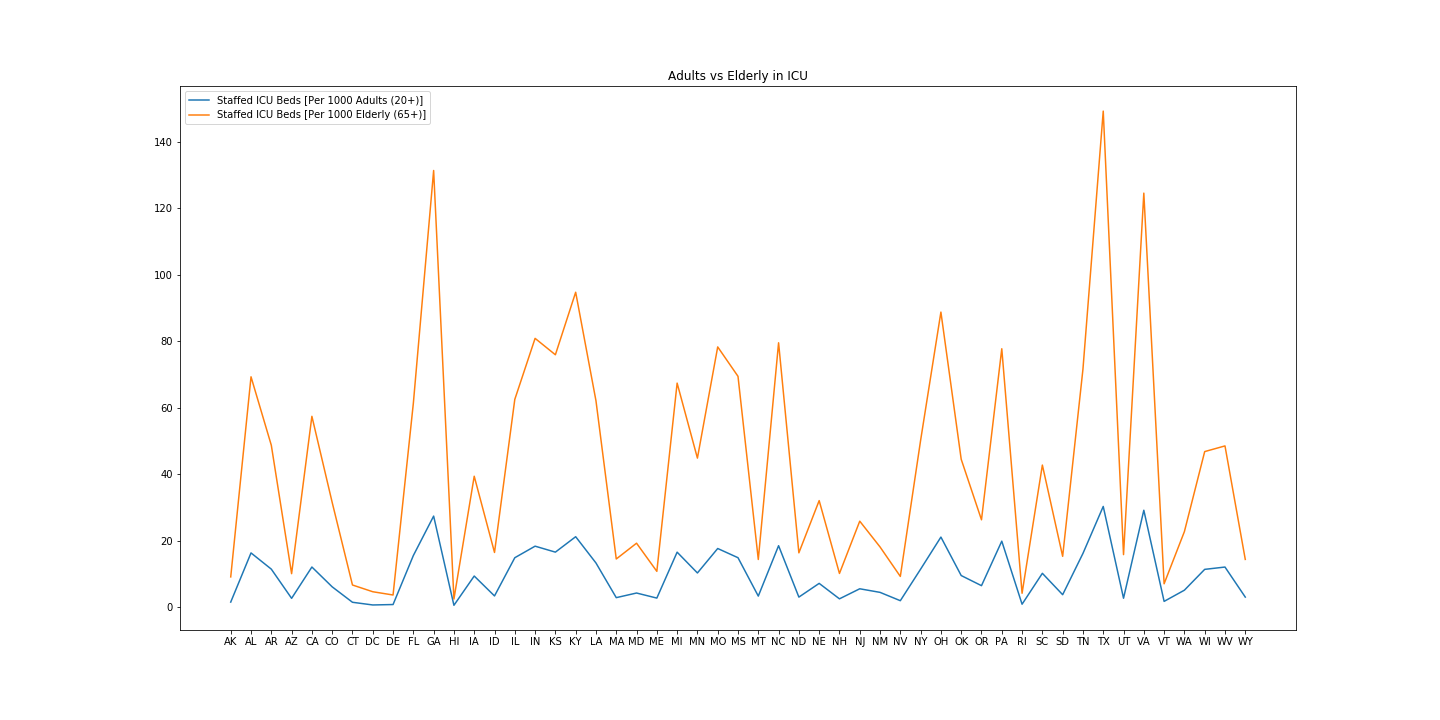 Adults vs Elderly in ICU
Staffed ICU Beds [Per 1000 Adults (20+)]
Staffed ICU Beds [Per 1000 Elderly (65+)]
140
120
100
80
60
40
20
0
AK AL AR AZ CA CO CT DC DE FL GA HI IA ID IL IN KS KY LA MA MD ME MI MN MO MS MT NC ND NE NH NJ NM NV NY OH OK OR PA RI SC SD TN TX UT VA VT WA WI WV WY